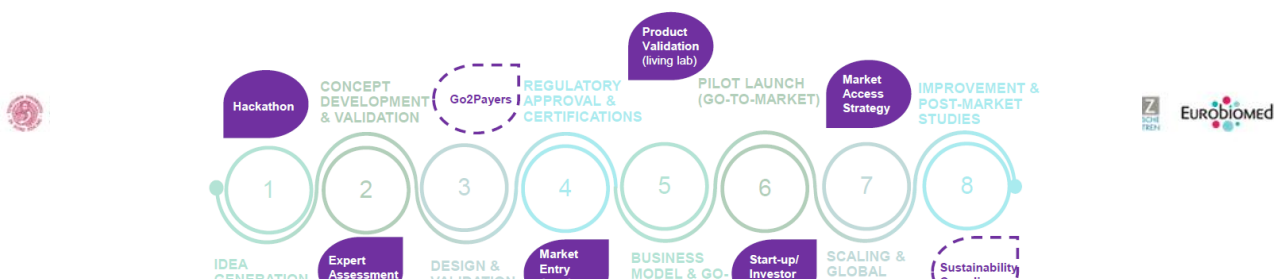 Product
Validation
(living lab)
Hackathon
CONCEPT
DEVELOPMENT
& VALIDATION
Go2Payers
REGULATORY
APPROVAL &
CERTIFICATIONS
PILOT LAUNCH
(GO-TO-MARKET)
Market
Access
Strategy
IMPROVEMENT &
POST-MARKET
STUDIES
EUROBIOMED
1
2
3
4
5
6
7
8
IDEA
GENERATION
Expert
Assessment
DESIGN &
VALIDATION
Market
Entry
BUSINESS
MODEL & GO-
Start-up/
Investor
SCALING &
GLOBAL
Sustainability